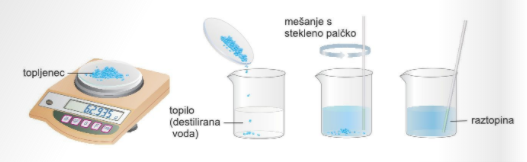 topljenec
topilo
(destilirana
voda)
mešanje s
stekleno palčko
raztopina